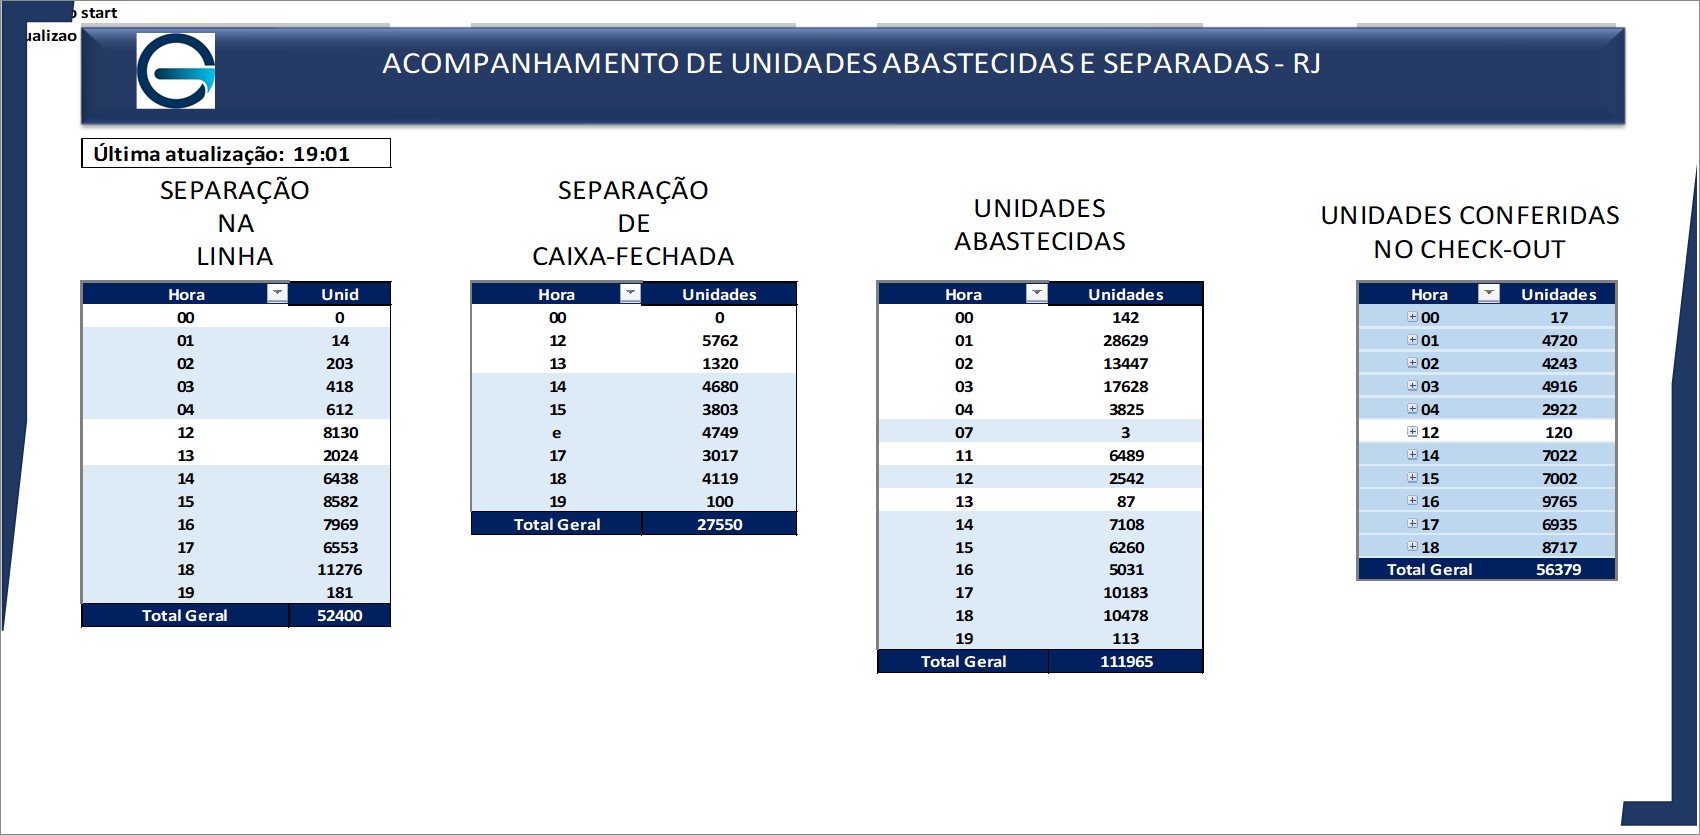 start
ualizao
ACOMPANHAMENTO DE UNIDADES ABASTECIDAS E SEPARADAS - RJ
Última atualização: 19:01
SEPARAÇÃO
NA
LINHA
Hora Unid
00 0
01 14
02 203
03 418
04 612
12 8130
13 2024
14 6438
15 8582
16 7969
17 6553
18 11276
19 181
Total Geral 52400
SEPARAÇÃO
DE
CAIXA-FECHADA
Hora Unidades
00 0
12 5762
13 1320
14 4680
15 3803
e 4749
17 3017
18 4119
19 100
Total Geral 27550
UNIDADES
ABASTECIDAS
Hora Unidades
00 142
01 28629
02 13447
03 17628
04 3825
07 3
11 6489
12 2542
13 87
14 7108
15 6260
16 5031
17 10183
18 10478
19 113
Total Geral 111965
UNIDADES CONFERIDAS
NO CHECK-OUT
Hora Unidades
00 17
01 4720
02 4243
03 4916
04 2922
12 120
14 7022
15 7002
16 9765
17 6935
18 8717
Total Geral 56379